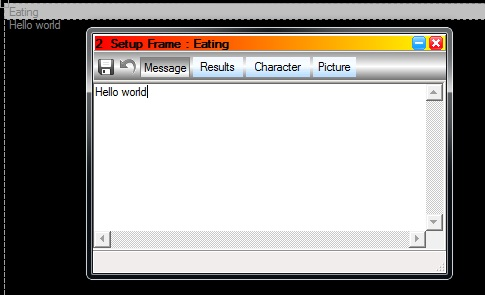 Eating
Hello world
2 Setup Frame : Eating
Message Results Character Picture
Hello world